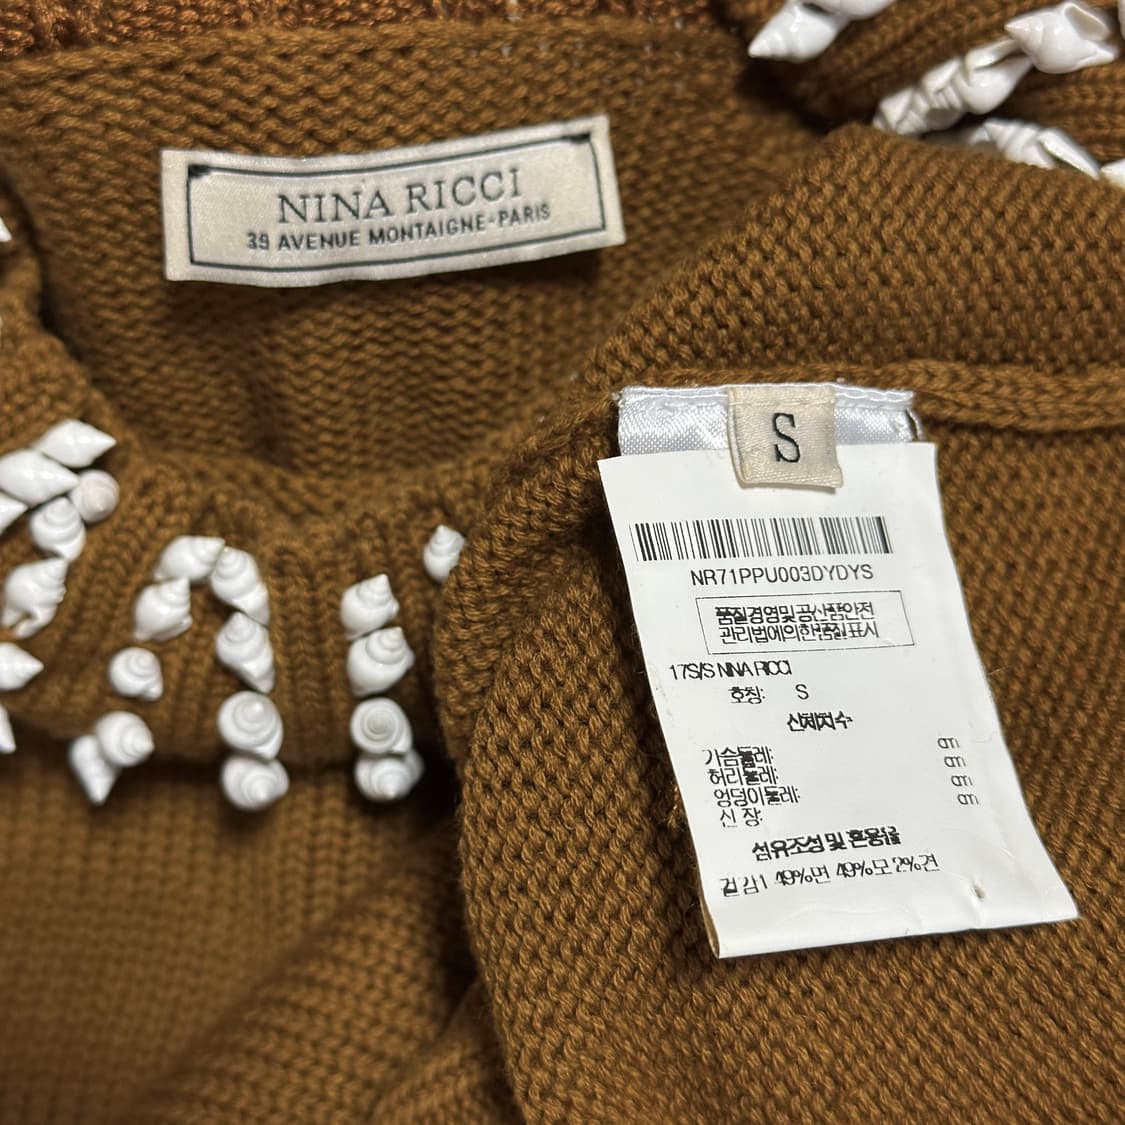 NINA RICCI
39 AVENUE MONTAIGNE-PARIS
S
NR71PPU003DYDYS
품질경영및공산품안전
관리법에의한품질표시
17S/S NINA RICCI
호칭: S
신체치수
가슴둘레: cm
허리둘레: cm
엉덩이둘레: cm
신 장: cm
섬유조성 및 혼용율
겉감1 49%면 49%모 2%견